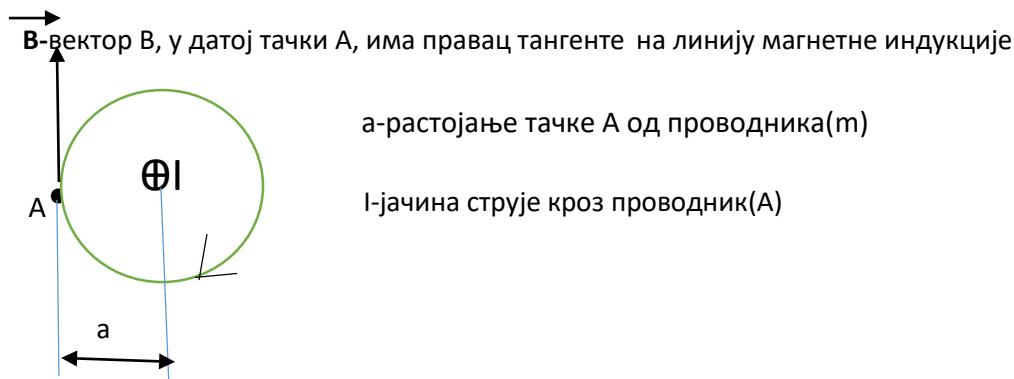 B-вектор B, у датој тачки А, има правац тангенте на линију магнетне индукције
а-растојање тачке А од проводника(m)
I
A
I-јачина струје кроз проводник(А)
a